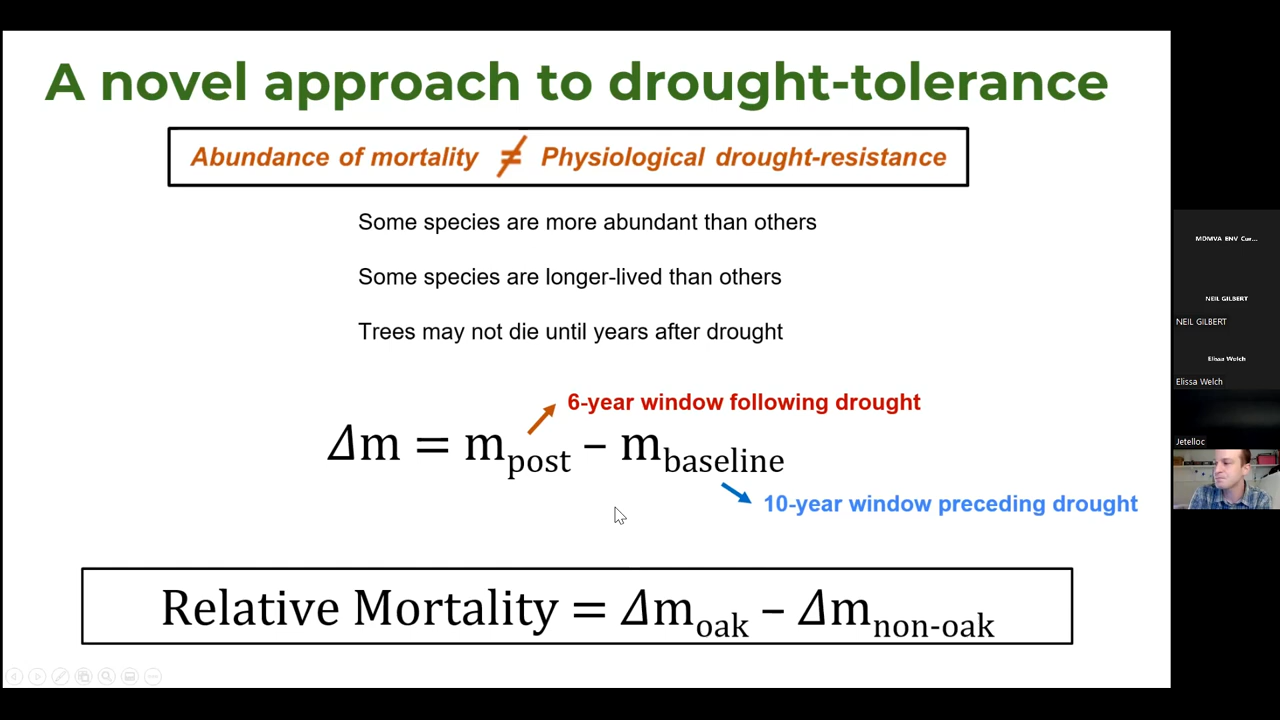 A novel approach to drought-tolerance
Abundance of mortality ≠ Physiological drought-resistance
Some species are more abundant than others
Some species are longer-lived than others
Trees may not die until years after drought
6-year window following drought
Δm = m_post – m_baseline
10-year window preceding drought
Relative Mortality = Δm_oak – Δm_non-oak
MDMVA ENV Cur...
NEIL GILBERT
NEIL GILBERT
Elissa Welch
Elissa Welch
Jetelloc